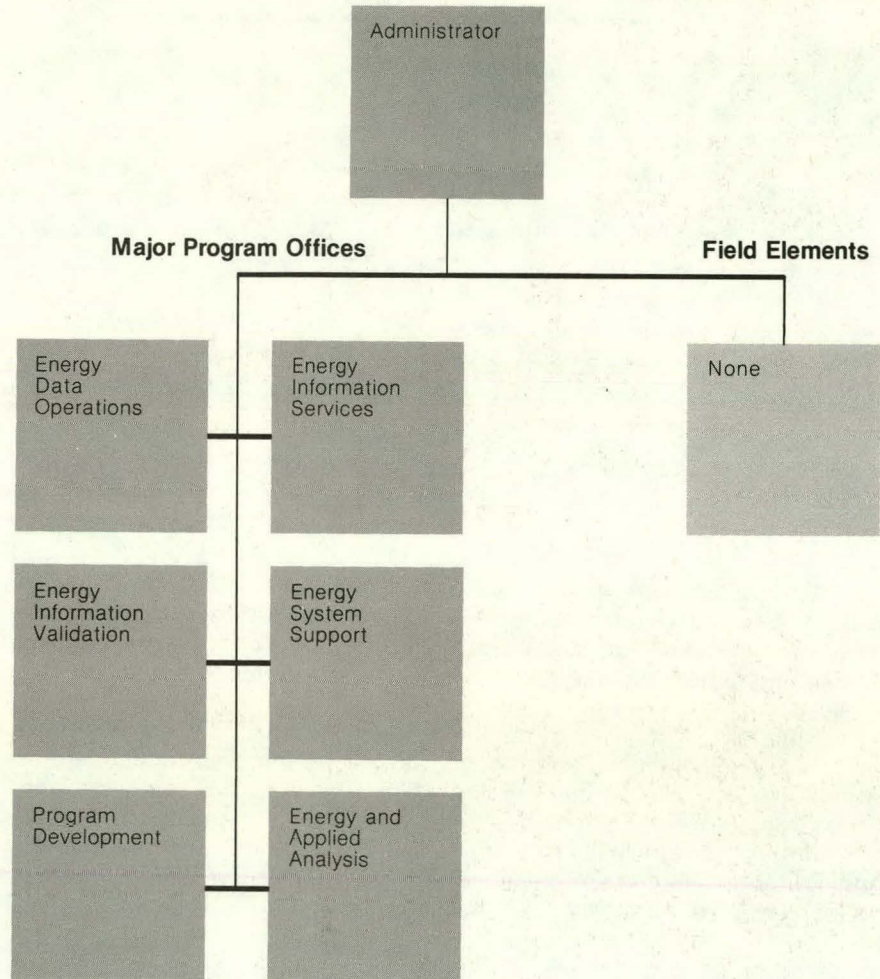 Administrator
Major Program Offices
Field Elements
Energy
Data
Operations
Energy
Information
Services
None
Energy
Information
Validation
Energy
System
Support
Program
Development
Energy and
Applied
Analysis